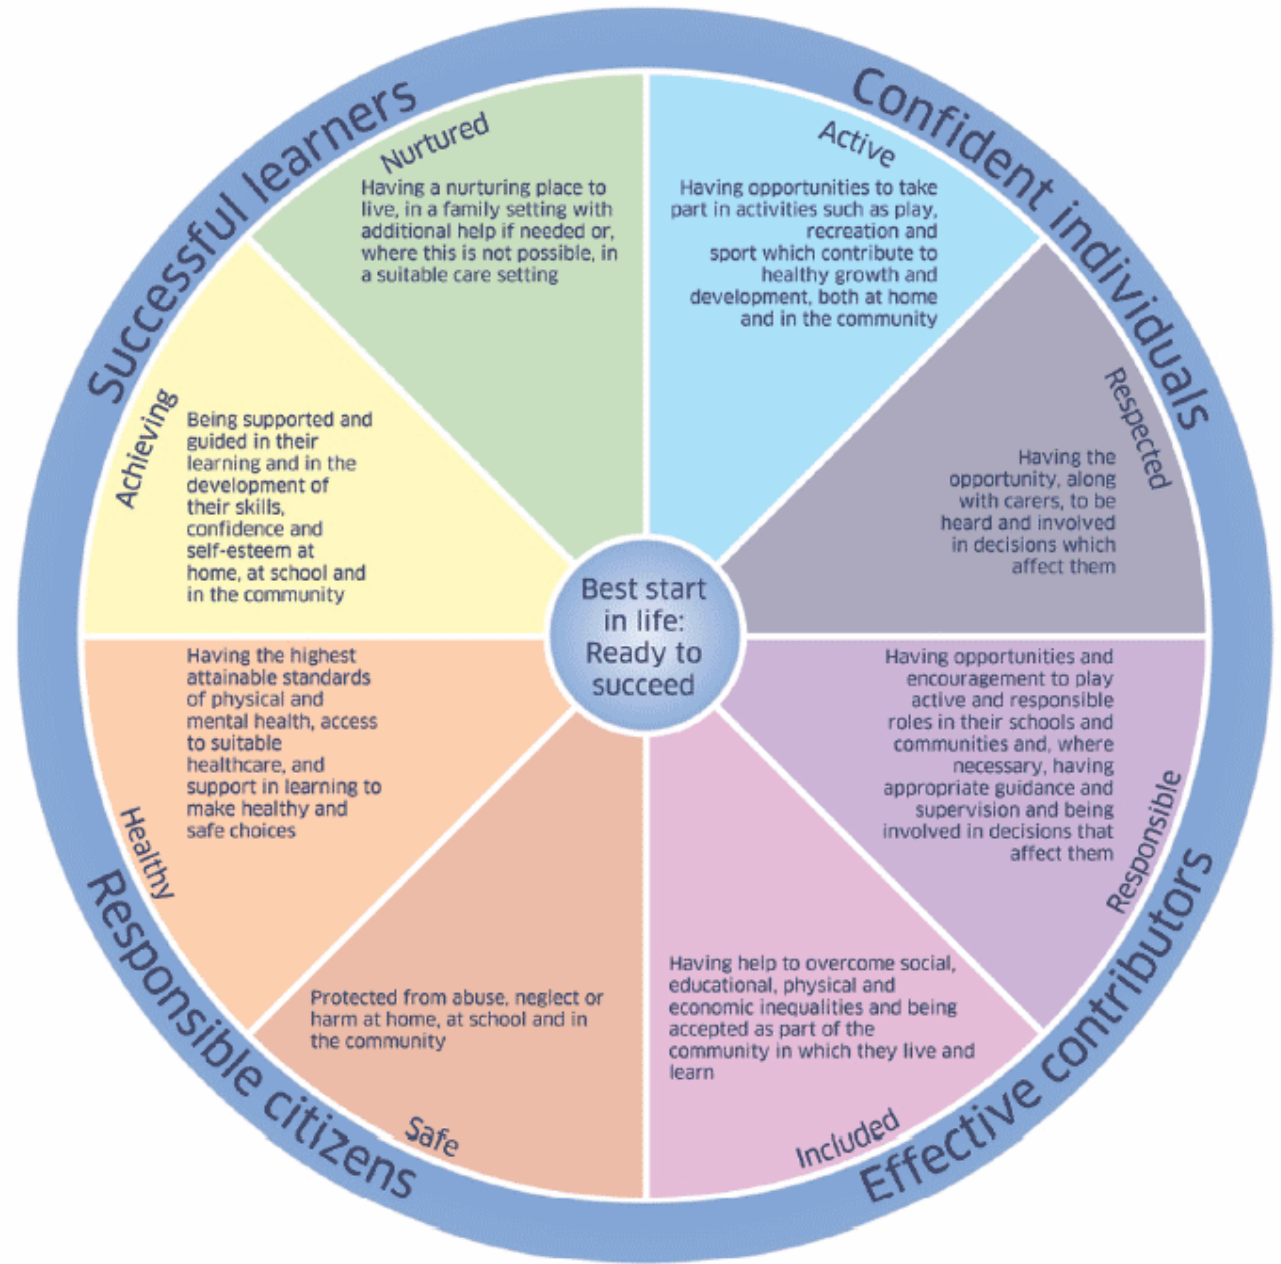 Successful learners
Confident individuals
Nurtured
Having a nurturing place to
live, in a family setting with
additional help if needed or,
where this is not possible, in
a suitable care setting
Active
Having opportunities to take
part in activities such as play,
recreation and
sport which contribute to
healthy growth and
development, both at home
and in the community
Achieving
Being supported and
guided in their
learning and in the
development of
their skills,
confidence and
self-esteem at
home, at school and
in the community
Respected
Having the
opportunity, along
with carers, to be
heard and involved
in decisions which
affect them
Best start
in life:
Ready to
succeed
Having the highest
attainable standards
of physical and
mental health, access
to suitable
healthcare, and
support in learning to
make healthy and
safe choices
Healthy
Having opportunities and
encouragement to play
active and responsible
roles in their schools and
communities and, where
necessary, having
appropriate guidance and
supervision and being
involved in decisions that
affect them
Responsible
Protected from abuse, neglect or
harm at home, at school and in
the community
Safe
Having help to overcome social,
educational, physical and
economic inequalities and being
accepted as part of the
community in which they live and
learn
Included
Responsible citizens
Effective contributors